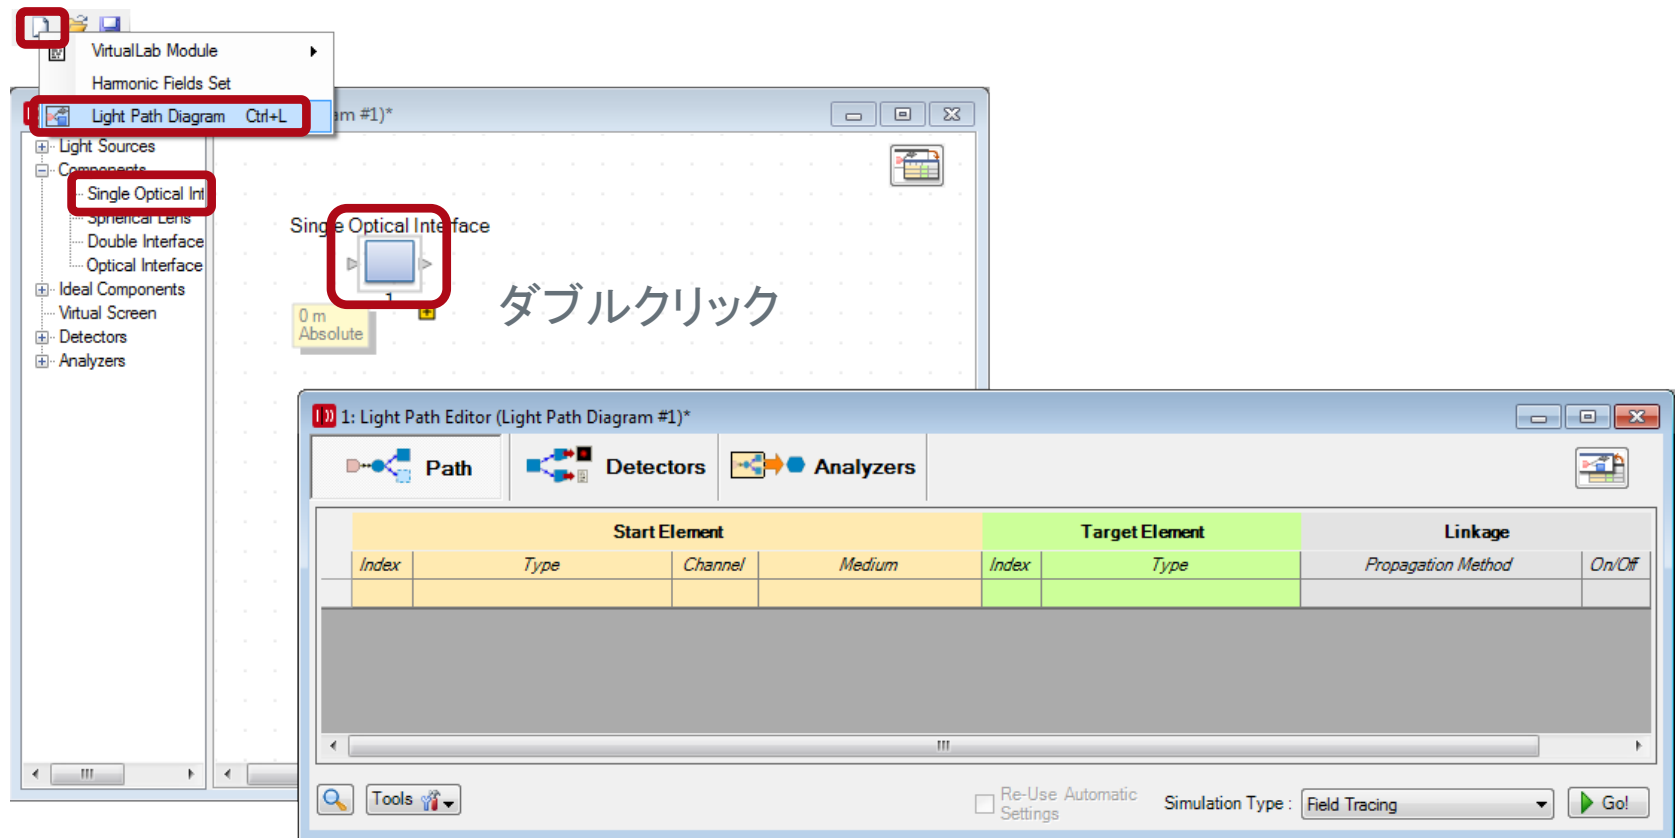 VirtualLab Module
Harmonic Fields Set
Light Path Diagram Ctrl+L
am #1)*
Light Sources
Components
Single Optical Int
Spherical Lens
Double Interface
Optical Interface
Ideal Components
Virtual Screen
Detectors
Analyzers
Single Optical Interface
1
0 m
Absolute
ダブルクリック
1: Light Path Editor (Light Path Diagram #1)*
Path
Detectors
Analyzers
Start Element Target Element Linkage
Index Type Channel Medium Index Type Propagation Method On/Off
Tools
Re-Use Automatic
Settings
Simulation Type :
Field Tracing
Go!